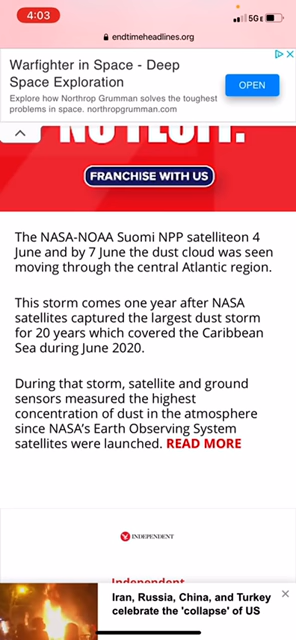 4:03
5GE
endtimeheadlines.org
Warfighter in Space - Deep
Space Exploration
Explore how Northrop Grumman solves the toughest
problems in space. northropgrumman.com
OPEN
FRANCHISE WITH US
The NASA-NOAA Suomi NPP satelliteon 4
June and by 7 June the dust cloud was seen
moving through the central Atlantic region.
This storm comes one year after NASA
satellites captured the largest dust storm
for 20 years which covered the Caribbean
Sea during June 2020.
During that storm, satellite and ground
sensors measured the highest
concentration of dust in the atmosphere
since NASA's Earth Observing System
satellites were launched. READ MORE
INDEPENDENT
Independent
Iran, Russia, China, and Turkey
celebrate the 'collapse' of US